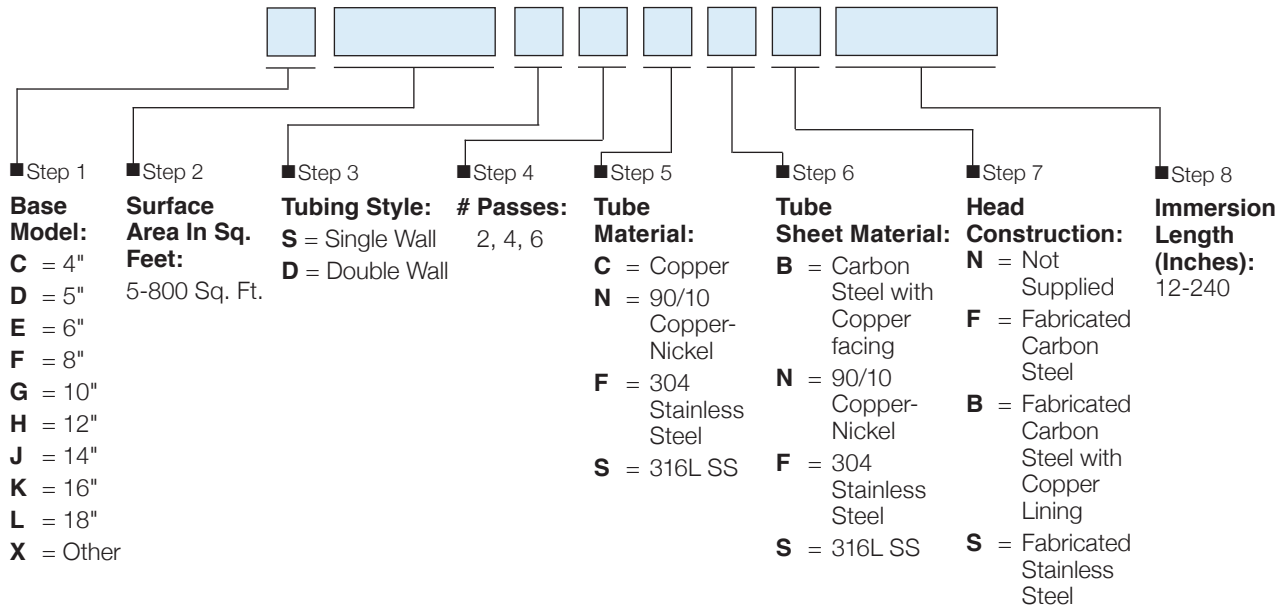 Step 1
Base
Model:
C = 4"
D = 5"
E = 6"
F = 8"
G = 10"
H = 12"
J = 14"
K = 16"
L = 18"
X = Other
Step 2
Surface
Area In Sq.
Feet:
5-800 Sq. Ft.
Step 3
Tubing Style:
S = Single Wall
D = Double Wall
Step 4
# Passes:
2, 4, 6
Step 5
Tube
Material:
C = Copper
N = 90/10
Copper-
Nickel
F = 304
Stainless
Steel
S = 316L SS
Step 6
Tube
Sheet Material:
B = Carbon
Steel with
Copper
facing
N = 90/10
Copper-
Nickel
F = 304
Stainless
Steel
S = 316L SS
Step 7
Head
Construction:
N = Not
Supplied
F = Fabricated
Carbon
Steel
B = Fabricated
Carbon
Steel with
Copper
Lining
S = Fabricated
Stainless
Steel
Step 8
Immersion
Length
(Inches):
12-240